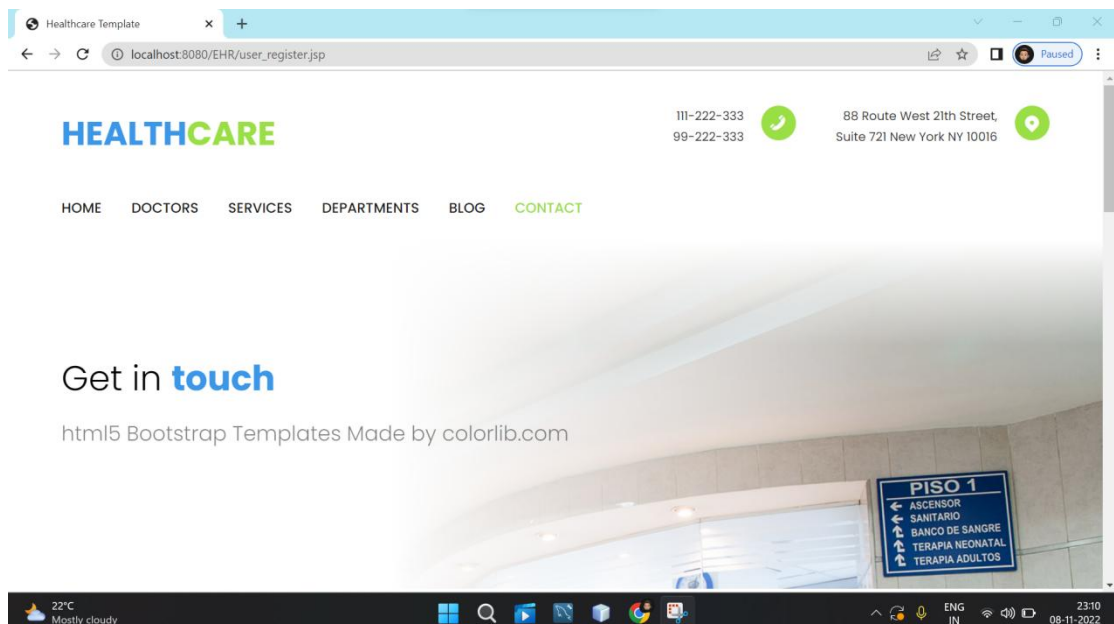 Healthcare Template
localhost:8080/EHR/user_register.jsp
Paused
HEALTHCARE
111-222-333
99-222-333
88 Route West 21th Street,
Suite 721 New York NY 10016
HOME DOCTORS SERVICES DEPARTMENTS BLOG CONTACT
Get in touch
html5 Bootstrap Templates Made by colorlib.com
PISO 1
ASCENSOR
SANITARIO
BANCO DE SANGRE
TERAPIA NEONATAL
TERAPIA ADULTOS
22°C
Mostly cloudy
ENG
IN
23:10
08-11-2022